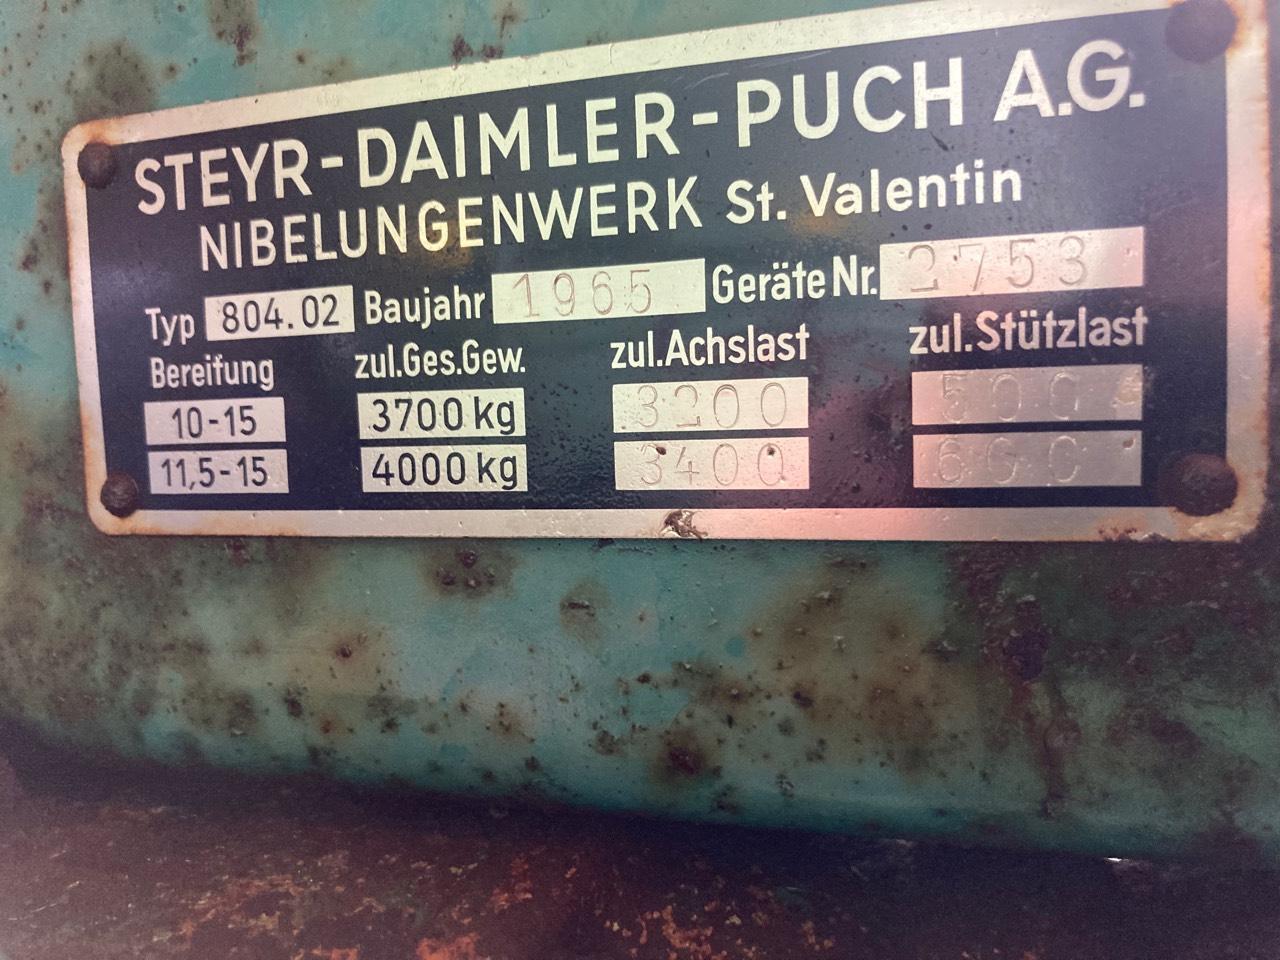 STEYR-DAIMLER-PUCH A.G.
NIBELUNGENWERK St. Valentin
Typ 804.02 Baujahr 1965 Geräte Nr. 2753
Bereifung zul.Ges.Gew. zul.Achslast zul.Stützlast
10-15 3700 kg 3200 500
11,5-15 4000 kg 3400 600